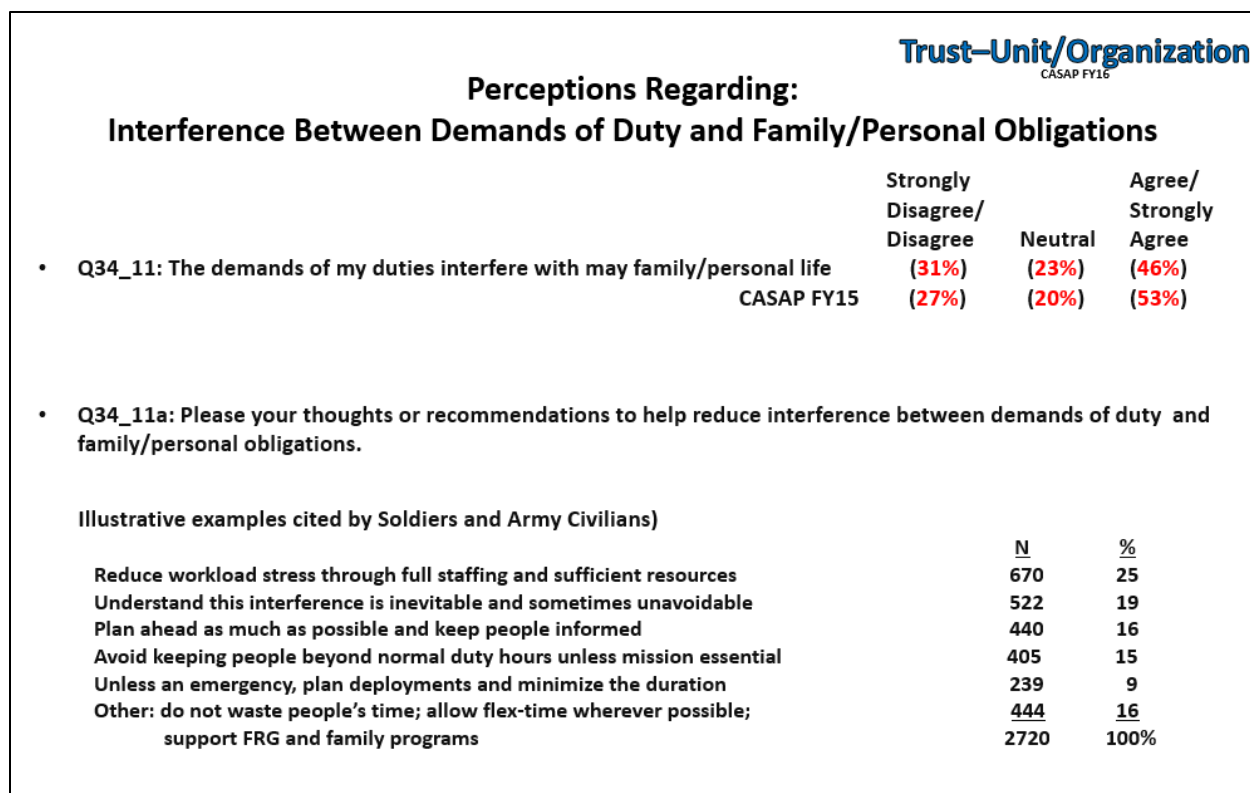 Trust–Unit/Organization
CASAP FY16
Perceptions Regarding:
Interference Between Demands of Duty and Family/Personal Obligations
Strongly Disagree/ Disagree Neutral Agree/ Strongly Agree
• Q34_11: The demands of my duties interfere with may family/personal life (31%) (23%) (46%)
CASAP FY15 (27%) (20%) (53%)
• Q34_11a: Please your thoughts or recommendations to help reduce interference between demands of duty and
family/personal obligations.
Illustrative examples cited by Soldiers and Army Civilians)
N %
Reduce workload stress through full staffing and sufficient resources 670 25
Understand this interference is inevitable and sometimes unavoidable 522 19
Plan ahead as much as possible and keep people informed 440 16
Avoid keeping people beyond normal duty hours unless mission essential 405 15
Unless an emergency, plan deployments and minimize the duration 239 9
Other: do not waste people's time; allow flex-time wherever possible; 444 16
support FRG and family programs 2720 100%